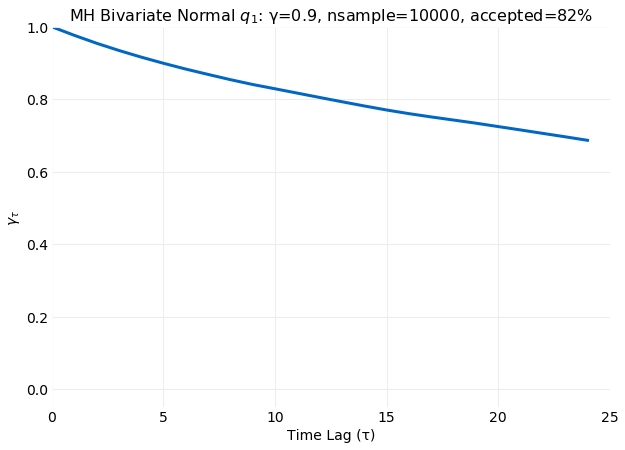 MH Bivariate Normal q₁: γ=0.9, nsample=10000, accepted=82%
1.0
0.8
0.6
0.4
0.2
0.0
γτ
0 5 10 15 20 25
Time Lag (τ)